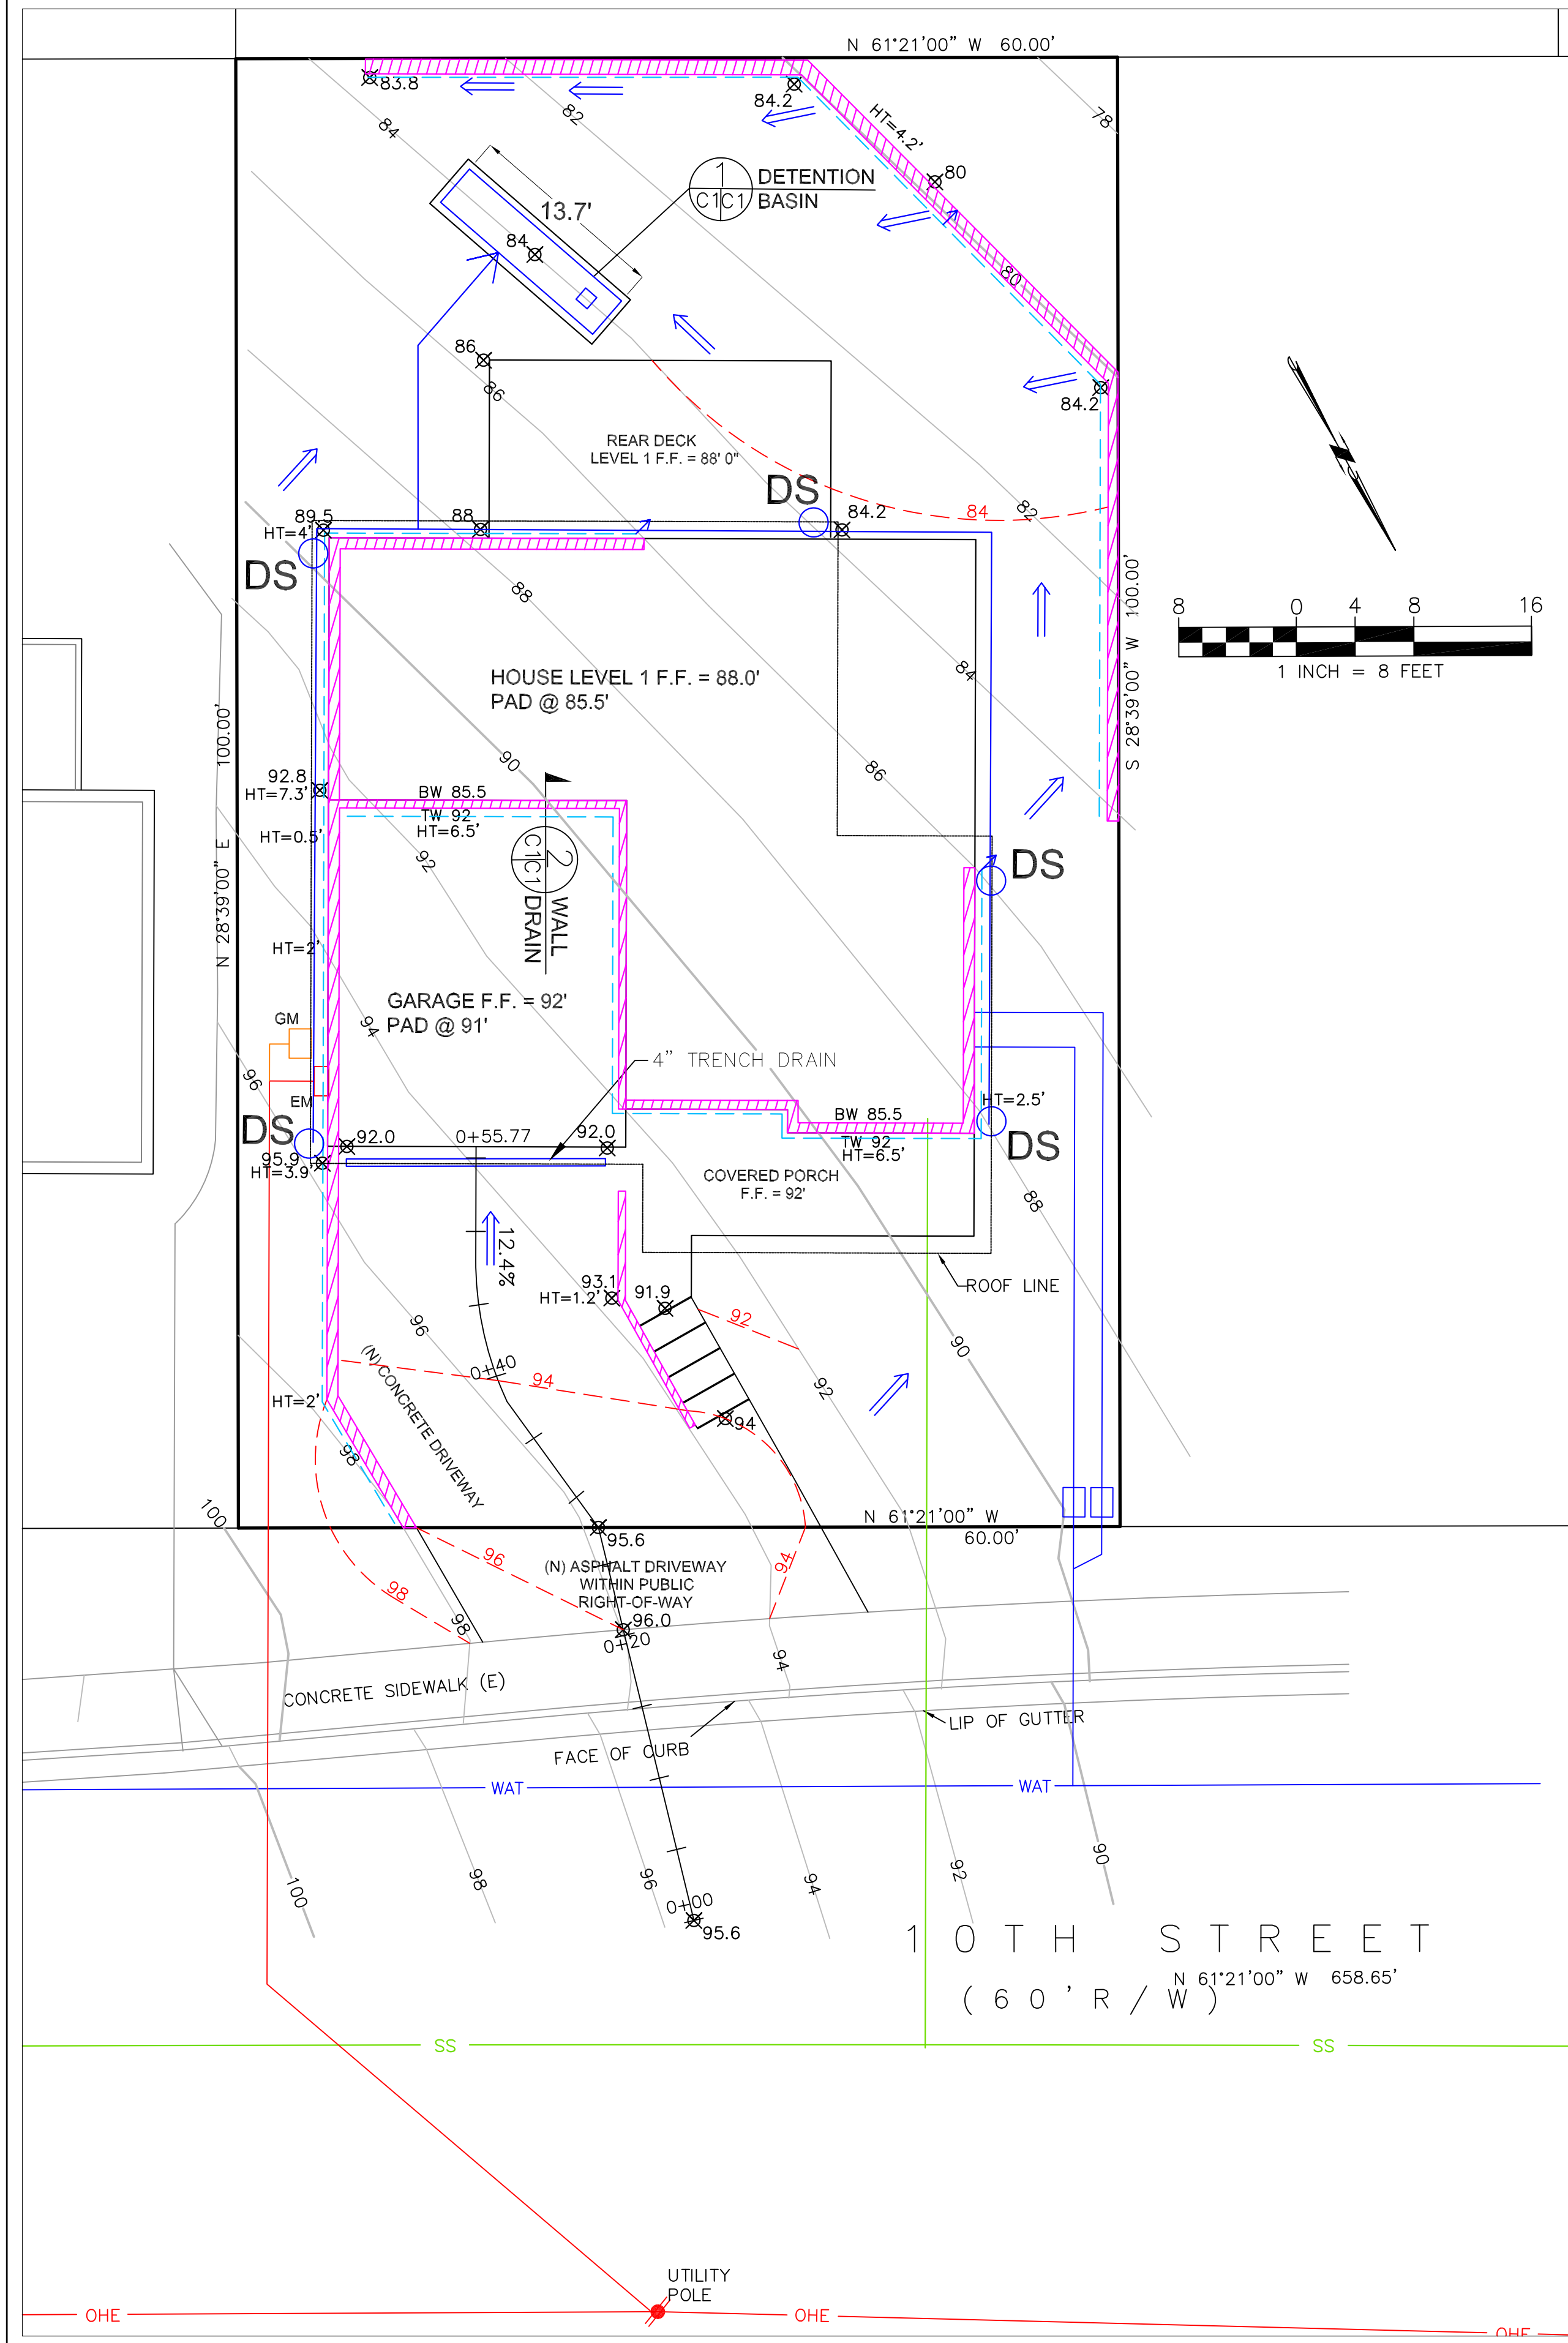 N 61°21'00" W 60.00'
83.8
84.2
82
84
78
HT=4.2'
80
1
C1 C1
DETENTION
BASIN
13.7'
84
80
86
86
84.2
REAR DECK
LEVEL 1 F.F. = 88' 0"
DS
84
82
89.5
HT=4'
88
84.2
DS
88
8 0 4 8 16
1 INCH = 8 FEET
S 28°39'00" W 100.00'
84
HOUSE LEVEL 1 F.F. = 88.0'
PAD @ 85.5'
N 28°39'00" E 100.00'
90
86
92.8
HT=7.3'
BW 85.5
TW 92
HT=6.5'
HT=0.5'
92
2
C1 C1
WALL
DRAIN
DS
HT=2'
GARAGE F.F. = 92'
PAD @ 91'
GM
94
96
4" TRENCH DRAIN
EM
HT=2.5'
BW 85.5
TW 92
HT=6.5'
DS
DS
92.0
0+55.77
92.0
95.9
HT=3.9'
COVERED PORCH
F.F. = 92'
88
12.4%
ROOF LINE
93.1
HT=1.2'
91.9
92
96
90
(N) CONCRETE DRIVEWAY
0+40
94
92
HT=2'
94
98
100
N 61°21'00" W
60.00'
95.6
96
(N) ASPHALT DRIVEWAY
WITHIN PUBLIC
RIGHT-OF-WAY
94
98
98
96.0
0+20
94
CONCRETE SIDEWALK (E)
LIP OF GUTTER
FACE OF CURB
WAT
WAT
100
98
96
94
92
90
0+00
95.6
10TH STREET
N 61°21'00" W 658.65'
(60'R/W)
SS
SS
UTILITY
POLE
OHE
OHE
OHE